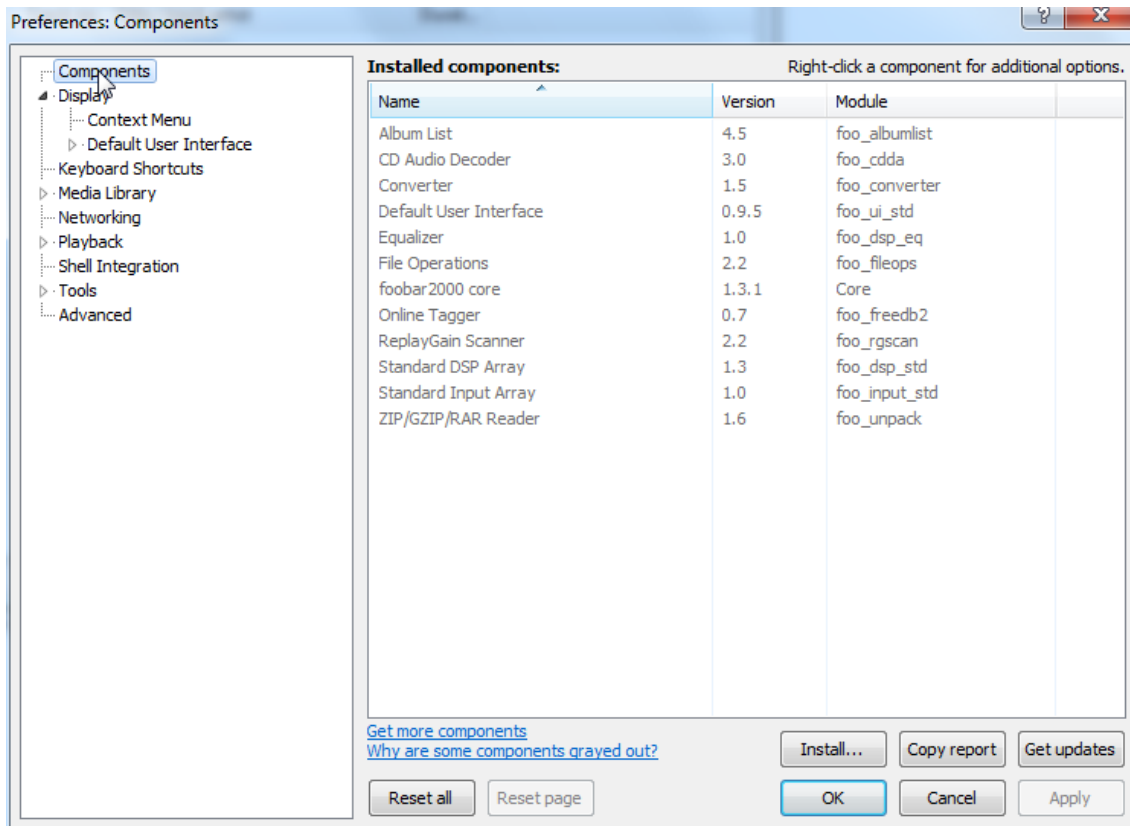 Preferences: Components
?
X
Components
Display
Context Menu
Default User Interface
Keyboard Shortcuts
Media Library
Networking
Playback
Shell Integration
Tools
Advanced
Installed components: Right-click a component for additional options.
Name Version Module
Album List 4.5 foo_albumlist
CD Audio Decoder 3.0 foo_cdda
Converter 1.5 foo_converter
Default User Interface 0.9.5 foo_ui_std
Equalizer 1.0 foo_dsp_eq
File Operations 2.2 foo_fileops
foobar2000 core 1.3.1 Core
Online Tagger 0.7 foo_freedb2
ReplayGain Scanner 2.2 foo_rgscan
Standard DSP Array 1.3 foo_dsp_std
Standard Input Array 1.0 foo_input_std
ZIP/GZIP/RAR Reader 1.6 foo_unpack
Get more components
Why are some components grayed out?
Install... Copy report Get updates
Reset all Reset page OK Cancel Apply